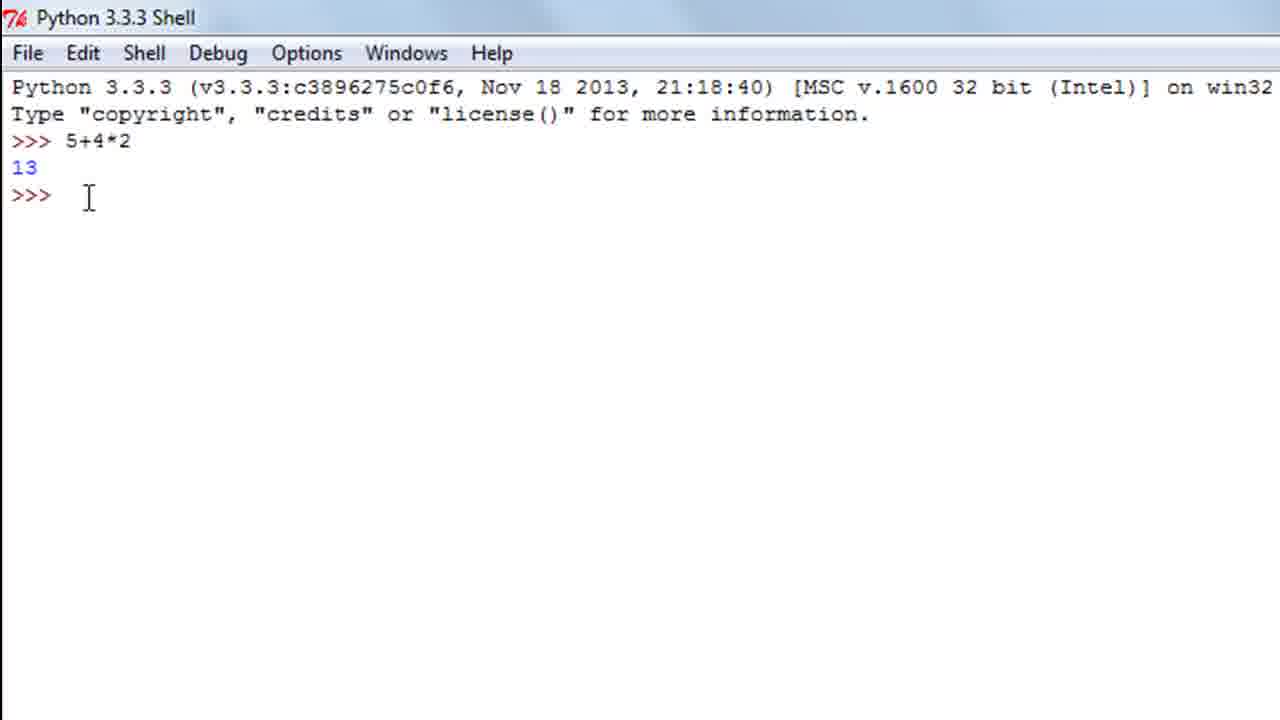 Python 3.3.3 Shell
File Edit Shell Debug Options Windows Help
Python 3.3.3 (v3.3.3:c3896275c0f6, Nov 18 2013, 21:18:40) [MSC v.1600 32 bit (Intel)] on win32
Type "copyright", "credits" or "license()" for more information.
>>> 5+4*2
13
>>>